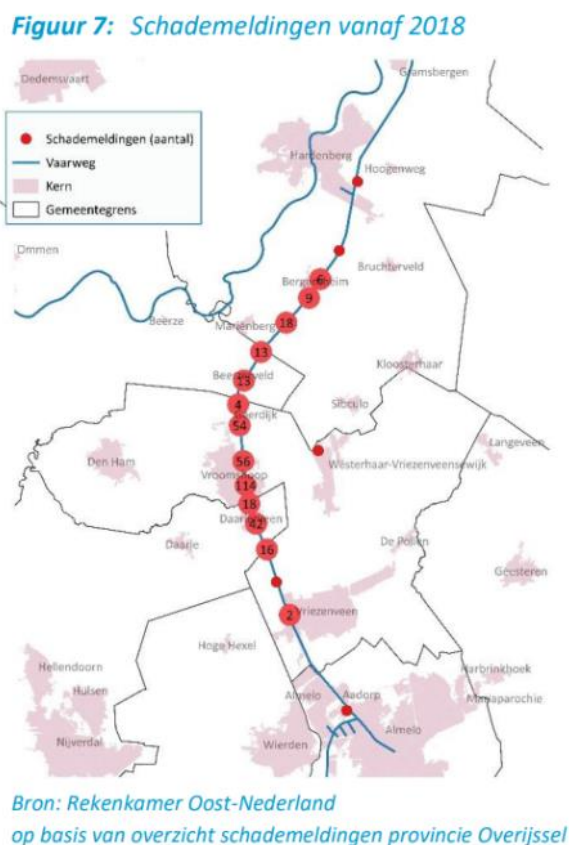 Figuur 7: Schademeldingen vanaf 2018
Dedemsvaart
Gramsbergen
Schademeldingen (aantal)
Vaarweg
Kern
Gemeentegrens
Hardenberg
Hoogenweg
Ommen
Bruchterveld
6
9
Beerze
Mariënberg
18
13
Kloosterhaar
13
4
Sibculo
54
Langeveen
Den Ham
56
Westerhaar-Vriezenveensewijk
114
18
42
Daarle
De Pollen
16
Geesteren
2
Vriezenveen
Hoge Hexel
Hellendoorn
Harbrinkhoek
Hulsen
Almelo
Aadorp
Mariaparochie
Nijverdal
Wierden
Almelo
Bron: Rekenkamer Oost-Nederland
op basis van overzicht schademeldingen provincie Overijssel